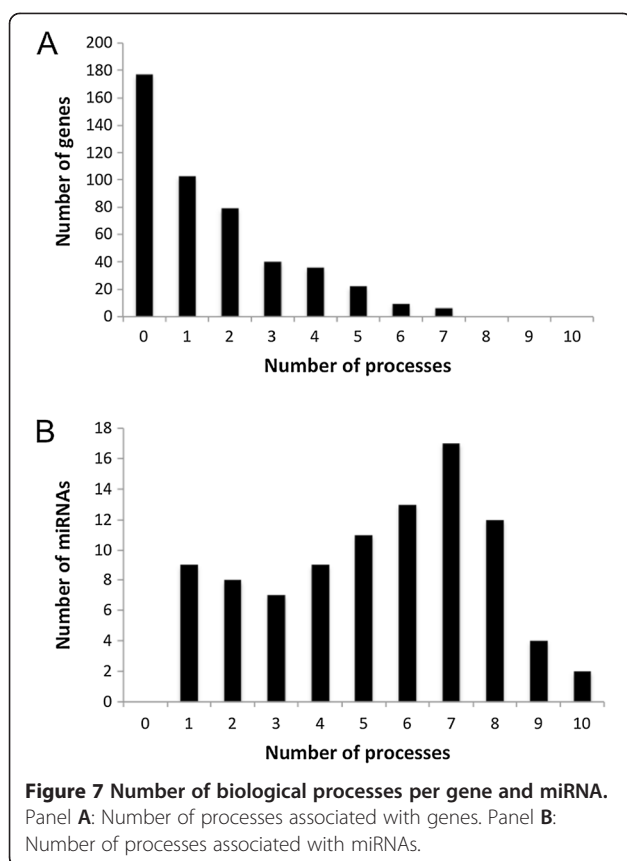 A
200
180
160
140
120
100
80
60
40
20
0
Number of genes
0 1 2 3 4 5 6 7 8 9 10
Number of processes
B
18
16
14
12
10
8
6
4
2
0
Number of miRNAs
0 1 2 3 4 5 6 7 8 9 10
Number of processes
Figure 7 Number of biological processes per gene and miRNA.
Panel A: Number of processes associated with genes. Panel B:
Number of processes associated with miRNAs.